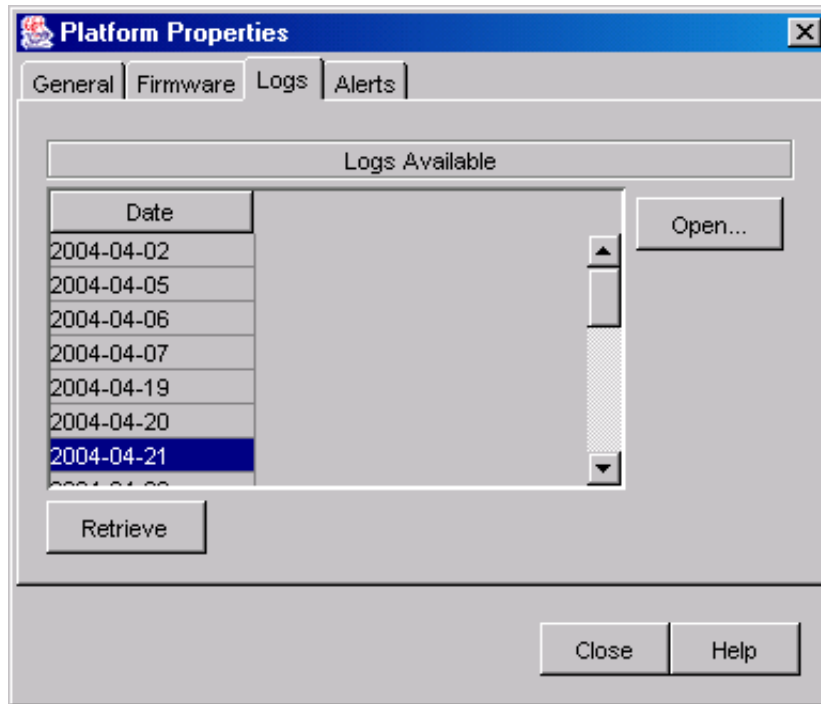 Platform Properties
General Firmware Logs Alerts
Logs Available
Date
Open...
2004-04-02
2004-04-05
2004-04-06
2004-04-07
2004-04-19
2004-04-20
2004-04-21
Retrieve
Close Help